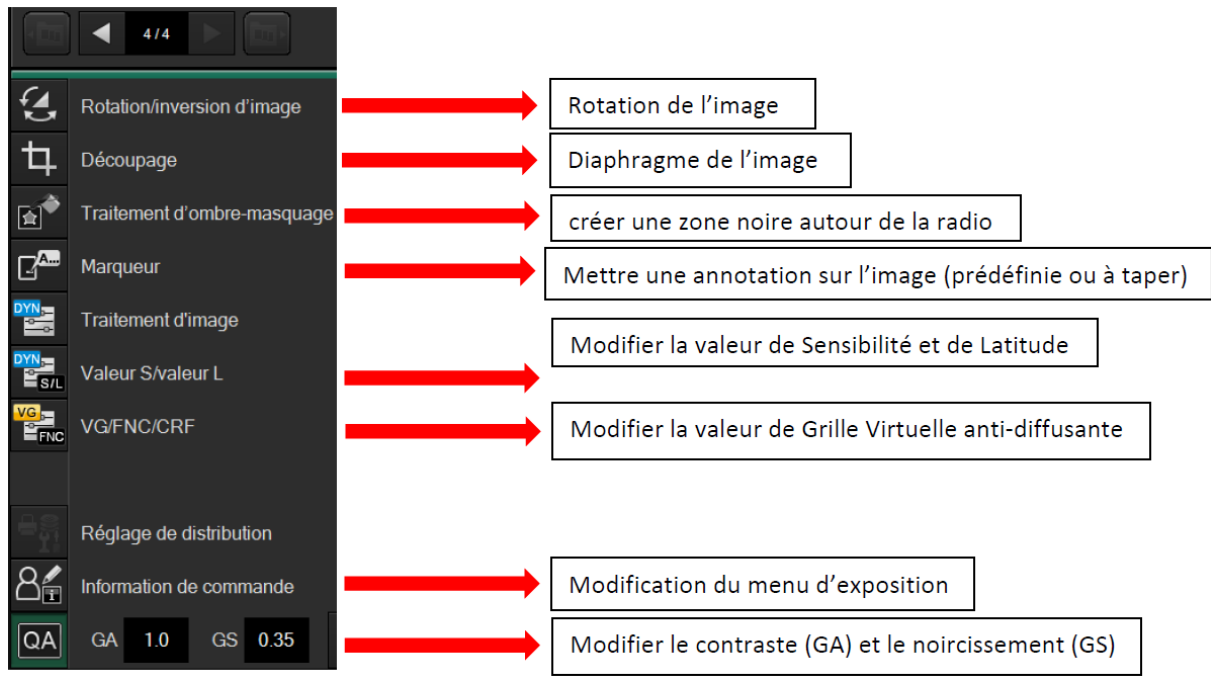 4/4
Rotation/inversion d'image
Rotation de l'image
Découpage
Diaphragme de l'image
Traitement d'ombre-masquage
créer une zone noire autour de la radio
A...
Marqueur
Mettre une annotation sur l'image (prédéfinie ou à taper)
DYN
Traitement d'image
Modifier la valeur de Sensibilité et de Latitude
DYN
S/L
Valeur S/valeur L
VG
FNC
VG/FNC/CRF
Modifier la valeur de Grille Virtuelle anti-diffusante
Réglage de distribution
Information de commande
Modification du menu d'exposition
QA GA 1.0 GS 0.35
Modifier le contraste (GA) et le noircissement (GS)